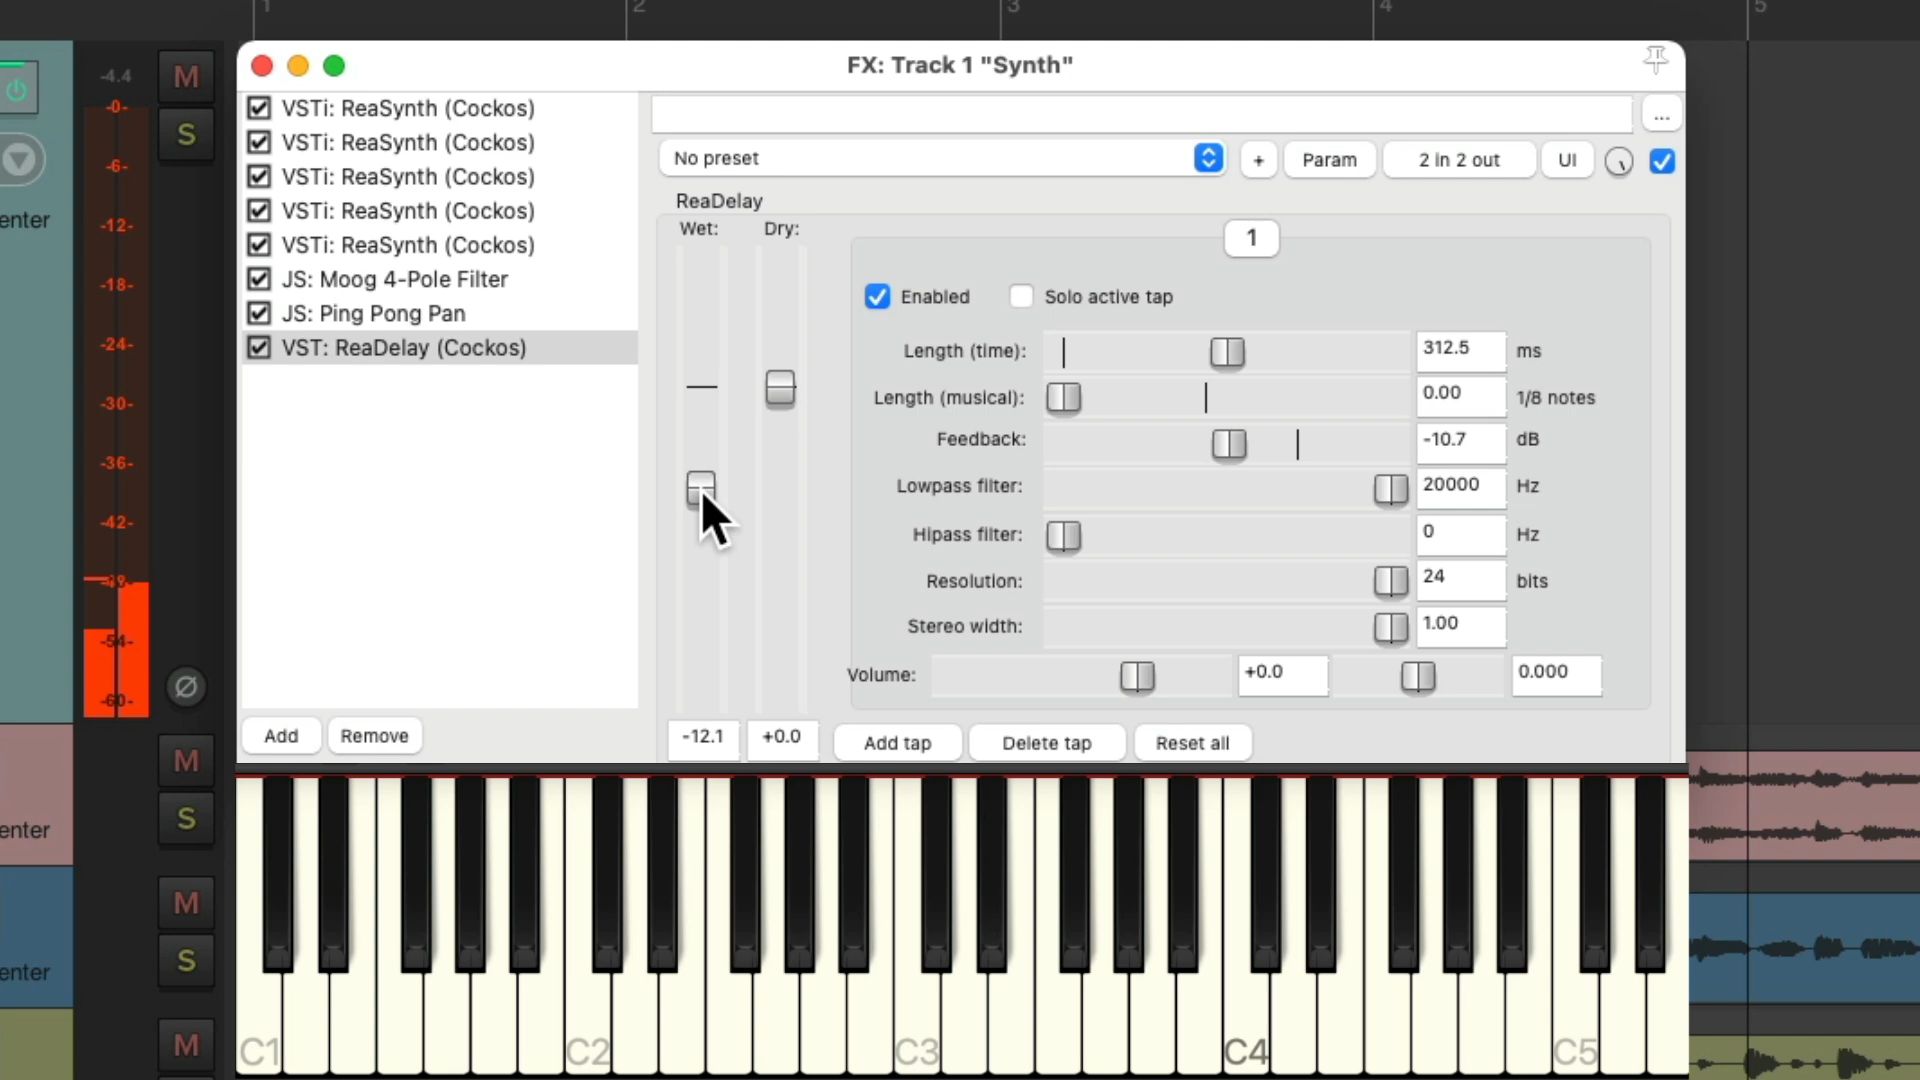 1
2
3
4
5
FX: Track 1 "Synth"
-4.4
M
S
-0-
-6-
-12-
-18-
-24-
-30-
-36-
-42-
-54-
-60-
enter
VSTi: ReaSynth (Cockos)
VSTi: ReaSynth (Cockos)
VSTi: ReaSynth (Cockos)
VSTi: ReaSynth (Cockos)
VSTi: ReaSynth (Cockos)
JS: Moog 4-Pole Filter
JS: Ping Pong Pan
VST: ReaDelay (Cockos)
Add
Remove
...
No preset
+
Param
2 in 2 out
UI
ReaDelay
Wet:
Dry:
1
Enabled
Solo active tap
Length (time):
312.5
ms
Length (musical):
0.00
1/8 notes
Feedback:
-10.7
dB
Lowpass filter:
20000
Hz
Hipass filter:
0
Hz
Resolution:
24
bits
Stereo width:
1.00
Volume:
+0.0
0.000
-12.1
+0.0
Add tap
Delete tap
Reset all
M
S
enter
M
S
enter
M
C1
C2
C3
C4
C5